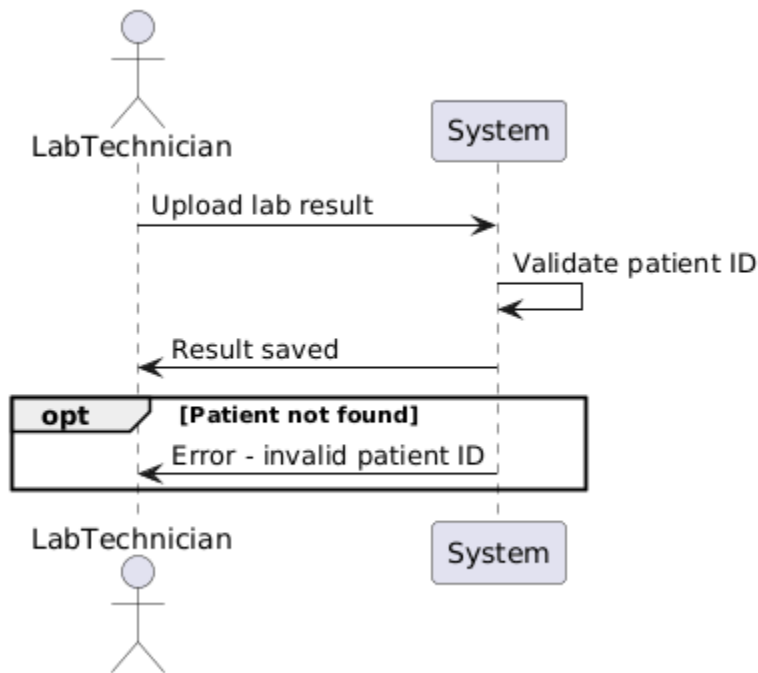 LabTechnician
System
Upload lab result
Validate patient ID
Result saved
opt [Patient not found]
Error - invalid patient ID
LabTechnician
System